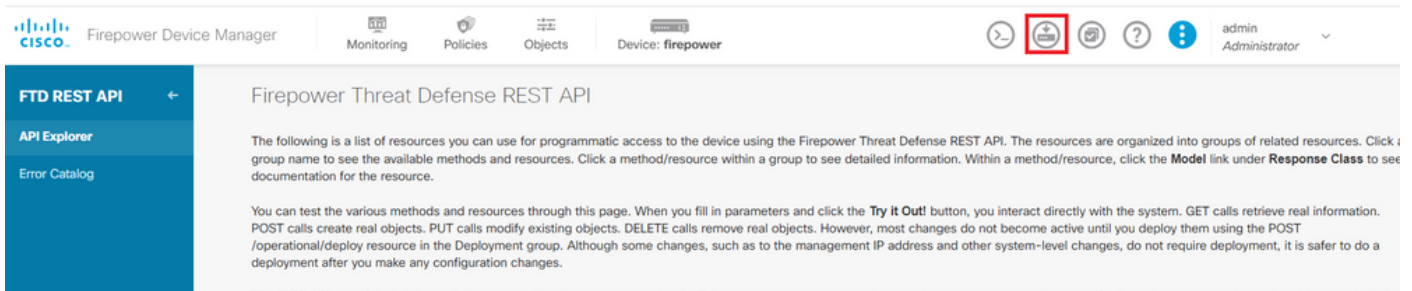 CISCO
Firepower Device Manager
Monitoring
Policies
Objects
Device: firepower
>_
?
admin
Administrator
FTD REST API ←
API Explorer
Error Catalog
Firepower Threat Defense REST API
The following is a list of resources you can use for programmatic access to the device using the Firepower Threat Defense REST API. The resources are organized into groups of related resources. Click a
group name to see the available methods and resources. Click a method/resource within a group to see detailed information. Within a method/resource, click the Model link under Response Class to see
documentation for the resource.
You can test the various methods and resources through this page. When you fill in parameters and click the Try it Out! button, you interact directly with the system. GET calls retrieve real information.
POST calls create real objects. PUT calls modify existing objects. DELETE calls remove real objects. However, most changes do not become active until you deploy them using the POST
/operational/deploy resource in the Deployment group. Although some changes, such as to the management IP address and other system-level changes, do not require deployment, it is safer to do a
deployment after you make any configuration changes.